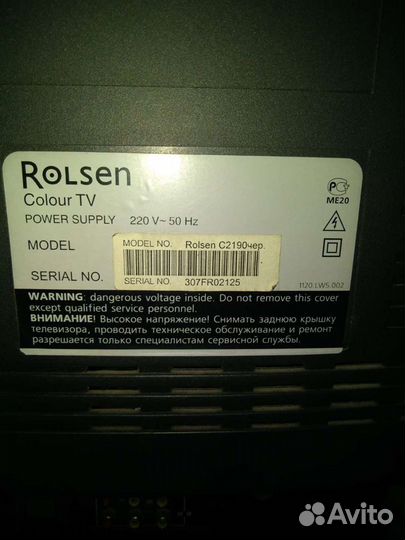 ROLSEN
Colour TV
POWER SUPPLY 220 V~ 50 Hz
ME20
MODEL
MODEL NO. Rolsen C2190чер.
SERIAL NO.
SERIAL NO. 307FR02125
1120.LWS.002
WARNING: dangerous voltage inside. Do not remove this cover
except qualified service personnel.
ВНИМАНИЕ! Высокое напряжение! Снимать заднюю крышку
телевизора, проводить техническое обслуживание и ремонт
разрешается только специалистам сервисной службы.
Avito